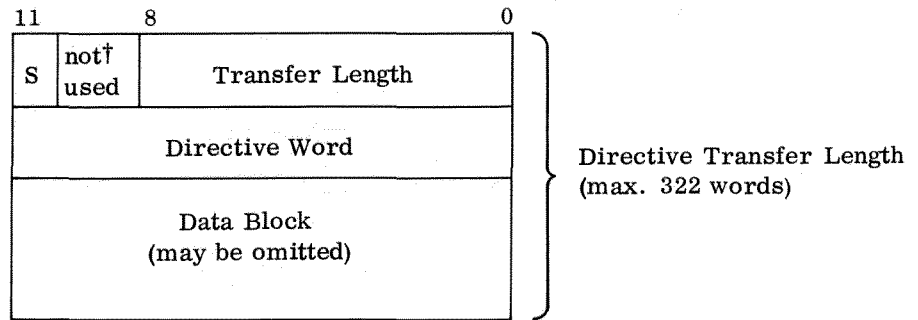 11 8 0
S not† Transfer Length
used
Directive Word
Data Block
(may be omitted)
Directive Transfer Length
(max. 322 words)